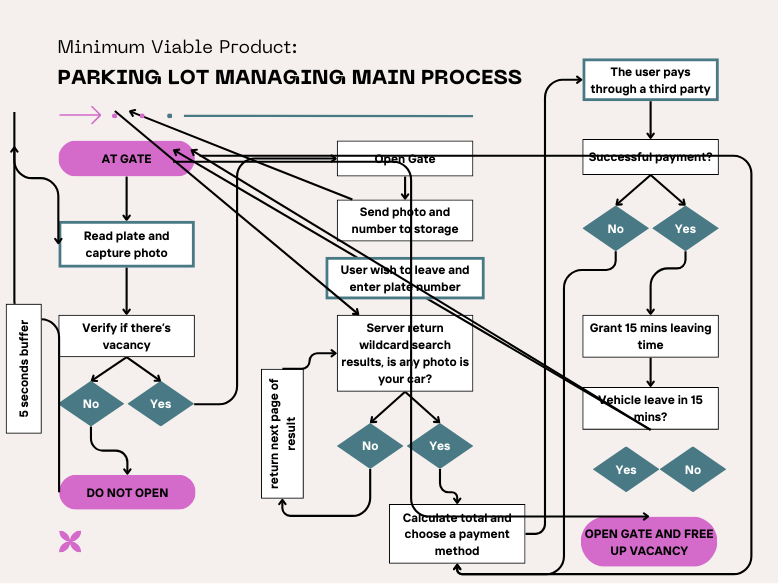 Minimum Viable Product:
PARKING LOT MANAGING MAIN PROCESS
AT GATE
Read plate and
capture photo
Verify if there's
vacancy
No
Yes
DO NOT OPEN
5 seconds buffer
Open Gate
Send photo and
number to storage
User wish to leave and
enter plate number
Server return
wildcard search
results, is any photo is
your car?
return next page of
result
No
Yes
Calculate total and
choose a payment
method
The user pays
through a third party
Successful payment?
No
Yes
Grant 15 mins leaving
time
Vehicle leave in 15
mins?
Yes
No
OPEN GATE AND FREE
UP VACANCY